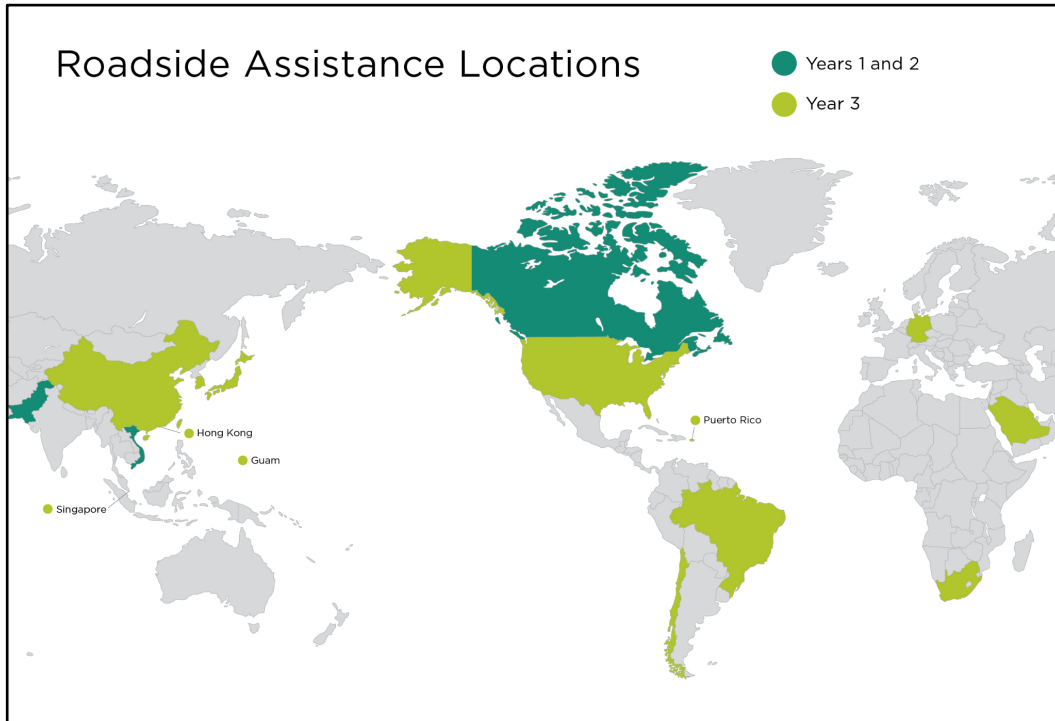 Roadside Assistance Locations
Years 1 and 2
Year 3
Hong Kong
Guam
Singapore
Puerto Rico